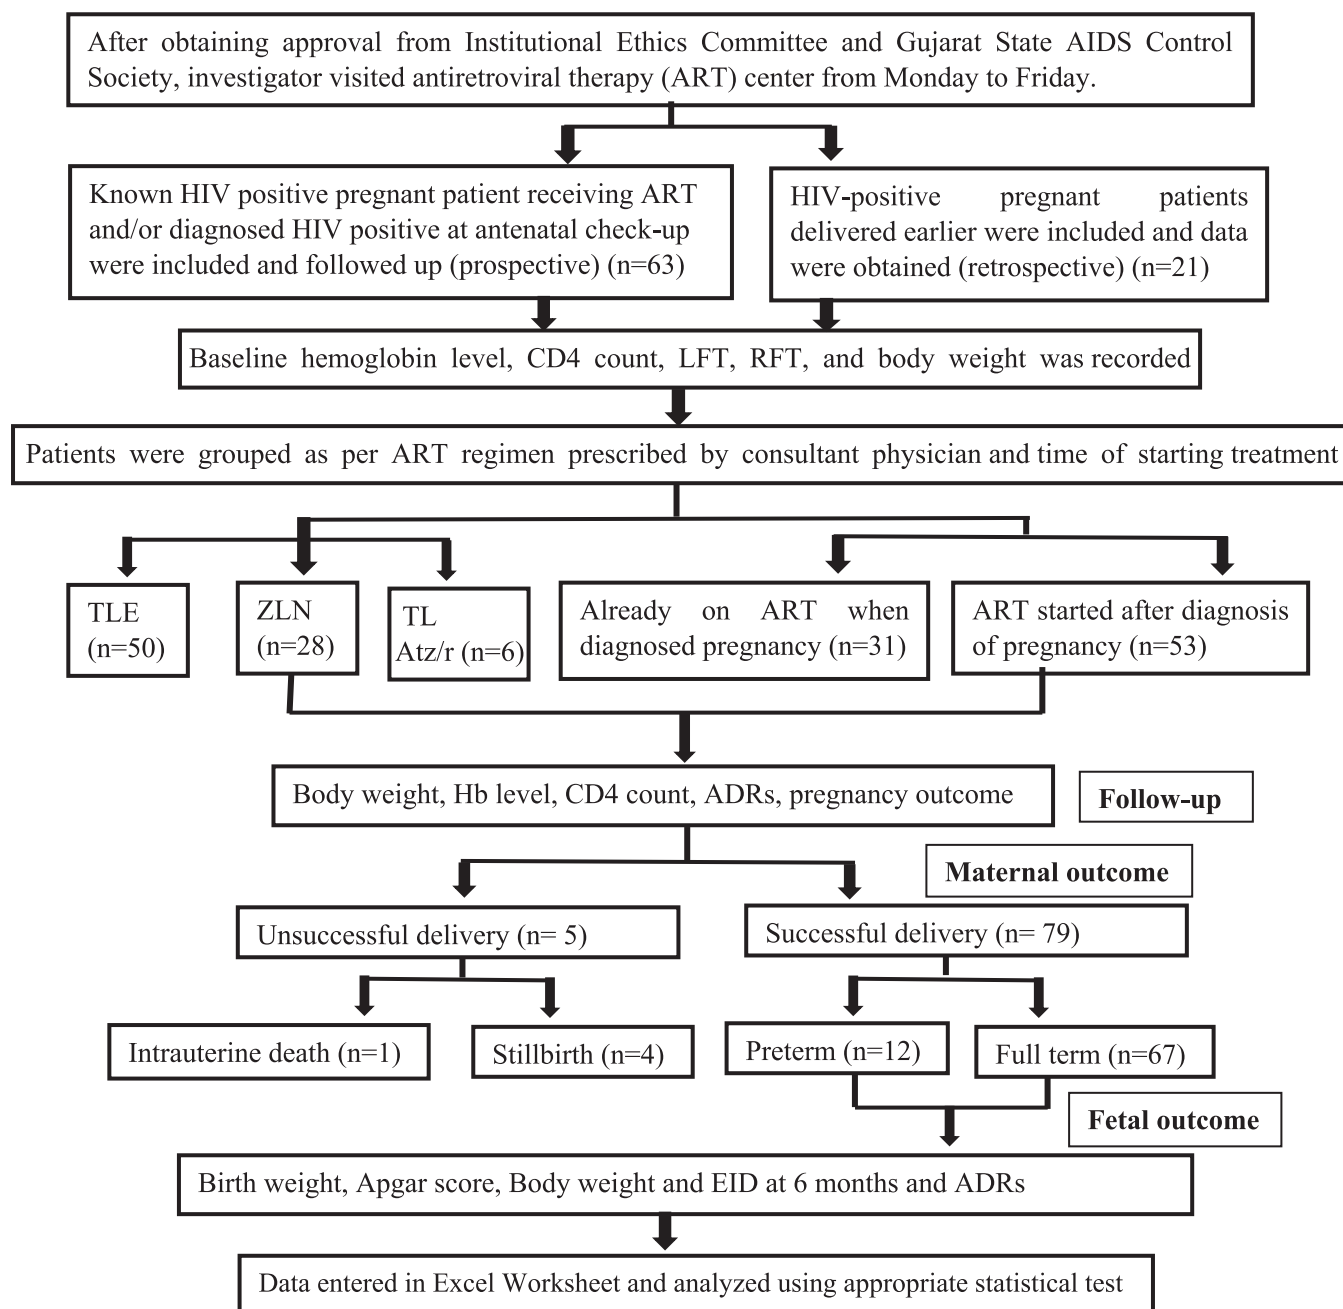 After obtaining approval from Institutional Ethics Committee and Gujarat State AIDS Control
Society, investigator visited antiretroviral therapy (ART) center from Monday to Friday.
Known HIV positive pregnant patient receiving ART
and/or diagnosed HIV positive at antenatal check-up
were included and followed up (prospective) (n=63)
HIV-positive pregnant patients
delivered earlier were included and data
were obtained (retrospective) (n=21)
Baseline hemoglobin level, CD4 count, LFT, RFT, and body weight was recorded
Patients were grouped as per ART regimen prescribed by consultant physician and time of starting treatment
TLE
(n=50)
ZLN
(n=28)
TL
Atz/r (n=6)
Already on ART when
diagnosed pregnancy (n=31)
ART started after diagnosis
of pregnancy (n=53)
Body weight, Hb level, CD4 count, ADRs, pregnancy outcome
Follow-up
Maternal outcome
Unsuccessful delivery (n= 5)
Successful delivery (n= 79)
Intrauterine death (n=1)
Stillbirth (n=4)
Preterm (n=12)
Full term (n=67)
Fetal outcome
Birth weight, Apgar score, Body weight and EID at 6 months and ADRs
Data entered in Excel Worksheet and analyzed using appropriate statistical test